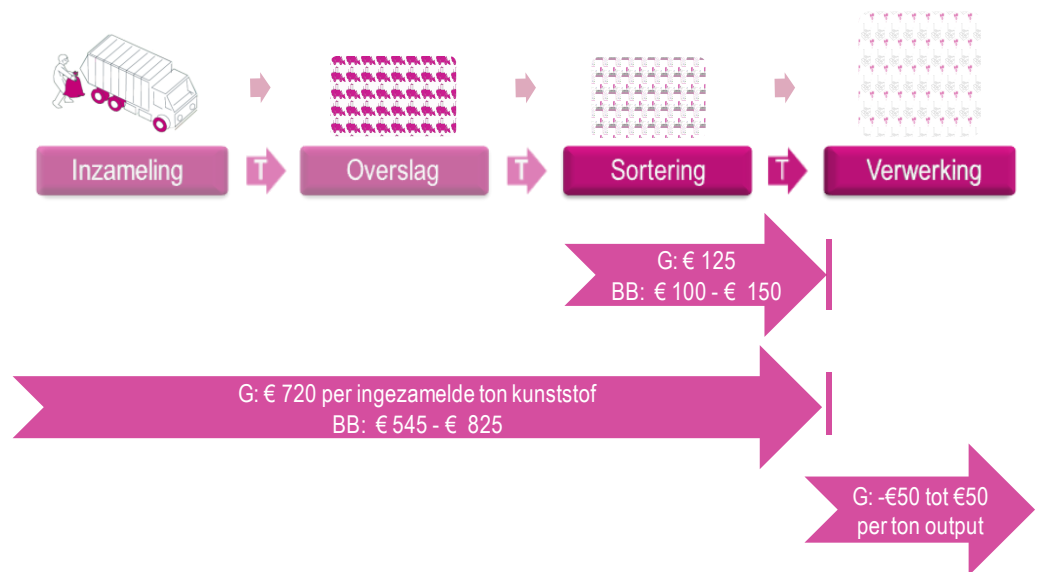 Inzameling T Overslag T Sortering T Verwerking
G: € 125
BB: € 100 - € 150
G: € 720 per ingezamelde ton kunststof
BB: € 545 - € 825
G: -€50 tot €50
per ton output